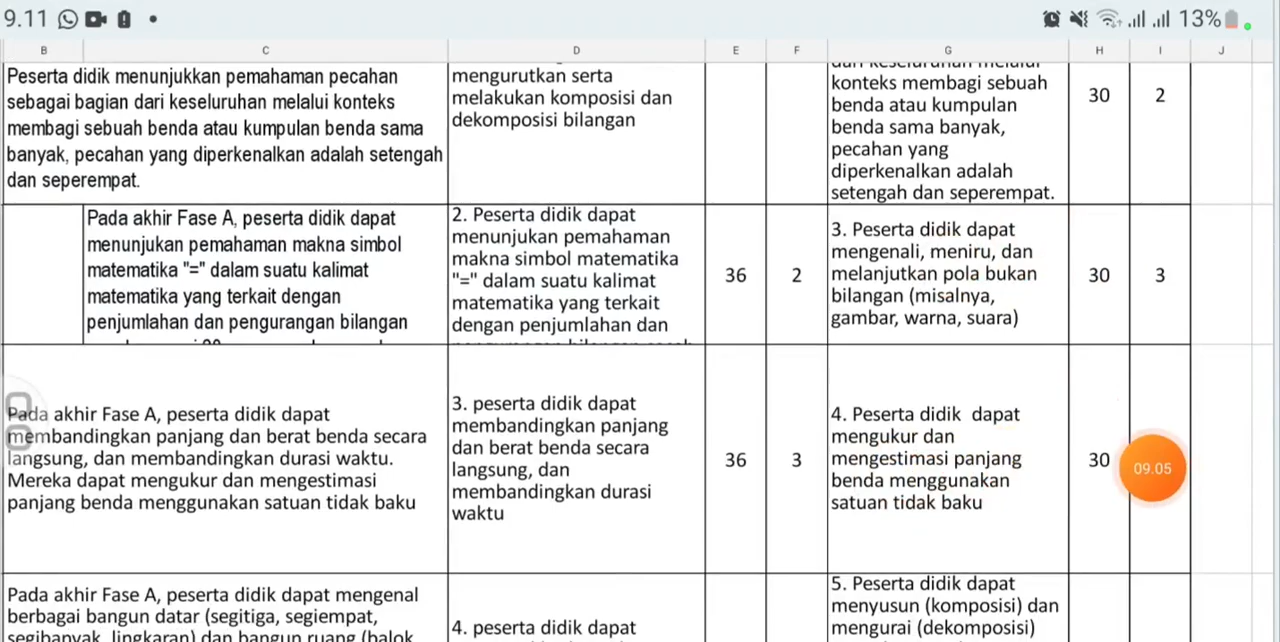 9.11
13%
B C D E F G H I J
Peserta didik menunjukkan pemahaman pecahan
sebagai bagian dari keseluruhan melalui konteks
membagi sebuah benda atau kumpulan benda sama
banyak, pecahan yang diperkenalkan adalah setengah
dan seperempat.
mengurutkan serta
melakukan komposisi dan
dekomposisi bilangan
dari keseluruhan melalui
konteks membagi sebuah
benda atau kumpulan
benda sama banyak,
pecahan yang
diperkenalkan adalah
setengah dan seperempat.
30
2
Pada akhir Fase A, peserta didik dapat
menunjukan pemahaman makna simbol
matematika "=" dalam suatu kalimat
matematika yang terkait dengan
penjumlahan dan pengurangan bilangan
2. Peserta didik dapat
menunjukan pemahaman
makna simbol matematika
"=" dalam suatu kalimat
matematika yang terkait
dengan penjumlahan dan
36
2
3. Peserta didik dapat
mengenali, meniru, dan
melanjutkan pola bukan
bilangan (misalnya,
gambar, warna, suara)
30
3
Pada akhir Fase A, peserta didik dapat
membandingkan panjang dan berat benda secara
langsung, dan membandingkan durasi waktu.
Mereka dapat mengukur dan mengestimasi
panjang benda menggunakan satuan tidak baku
3. peserta didik dapat
membandingkan panjang
dan berat benda secara
langsung, dan
membandingkan durasi
waktu
36
3
4. Peserta didik dapat
mengukur dan
mengestimasi panjang
benda menggunakan
satuan tidak baku
30
09.05
Pada akhir Fase A, peserta didik dapat mengenal
berbagai bangun datar (segitiga, segiempat,
segibanyak, lingkaran) dan bangun ruang (balok,
4. peserta didik dapat
5. Peserta didik dapat
menyusun (komposisi) dan
mengurai (dekomposisi)